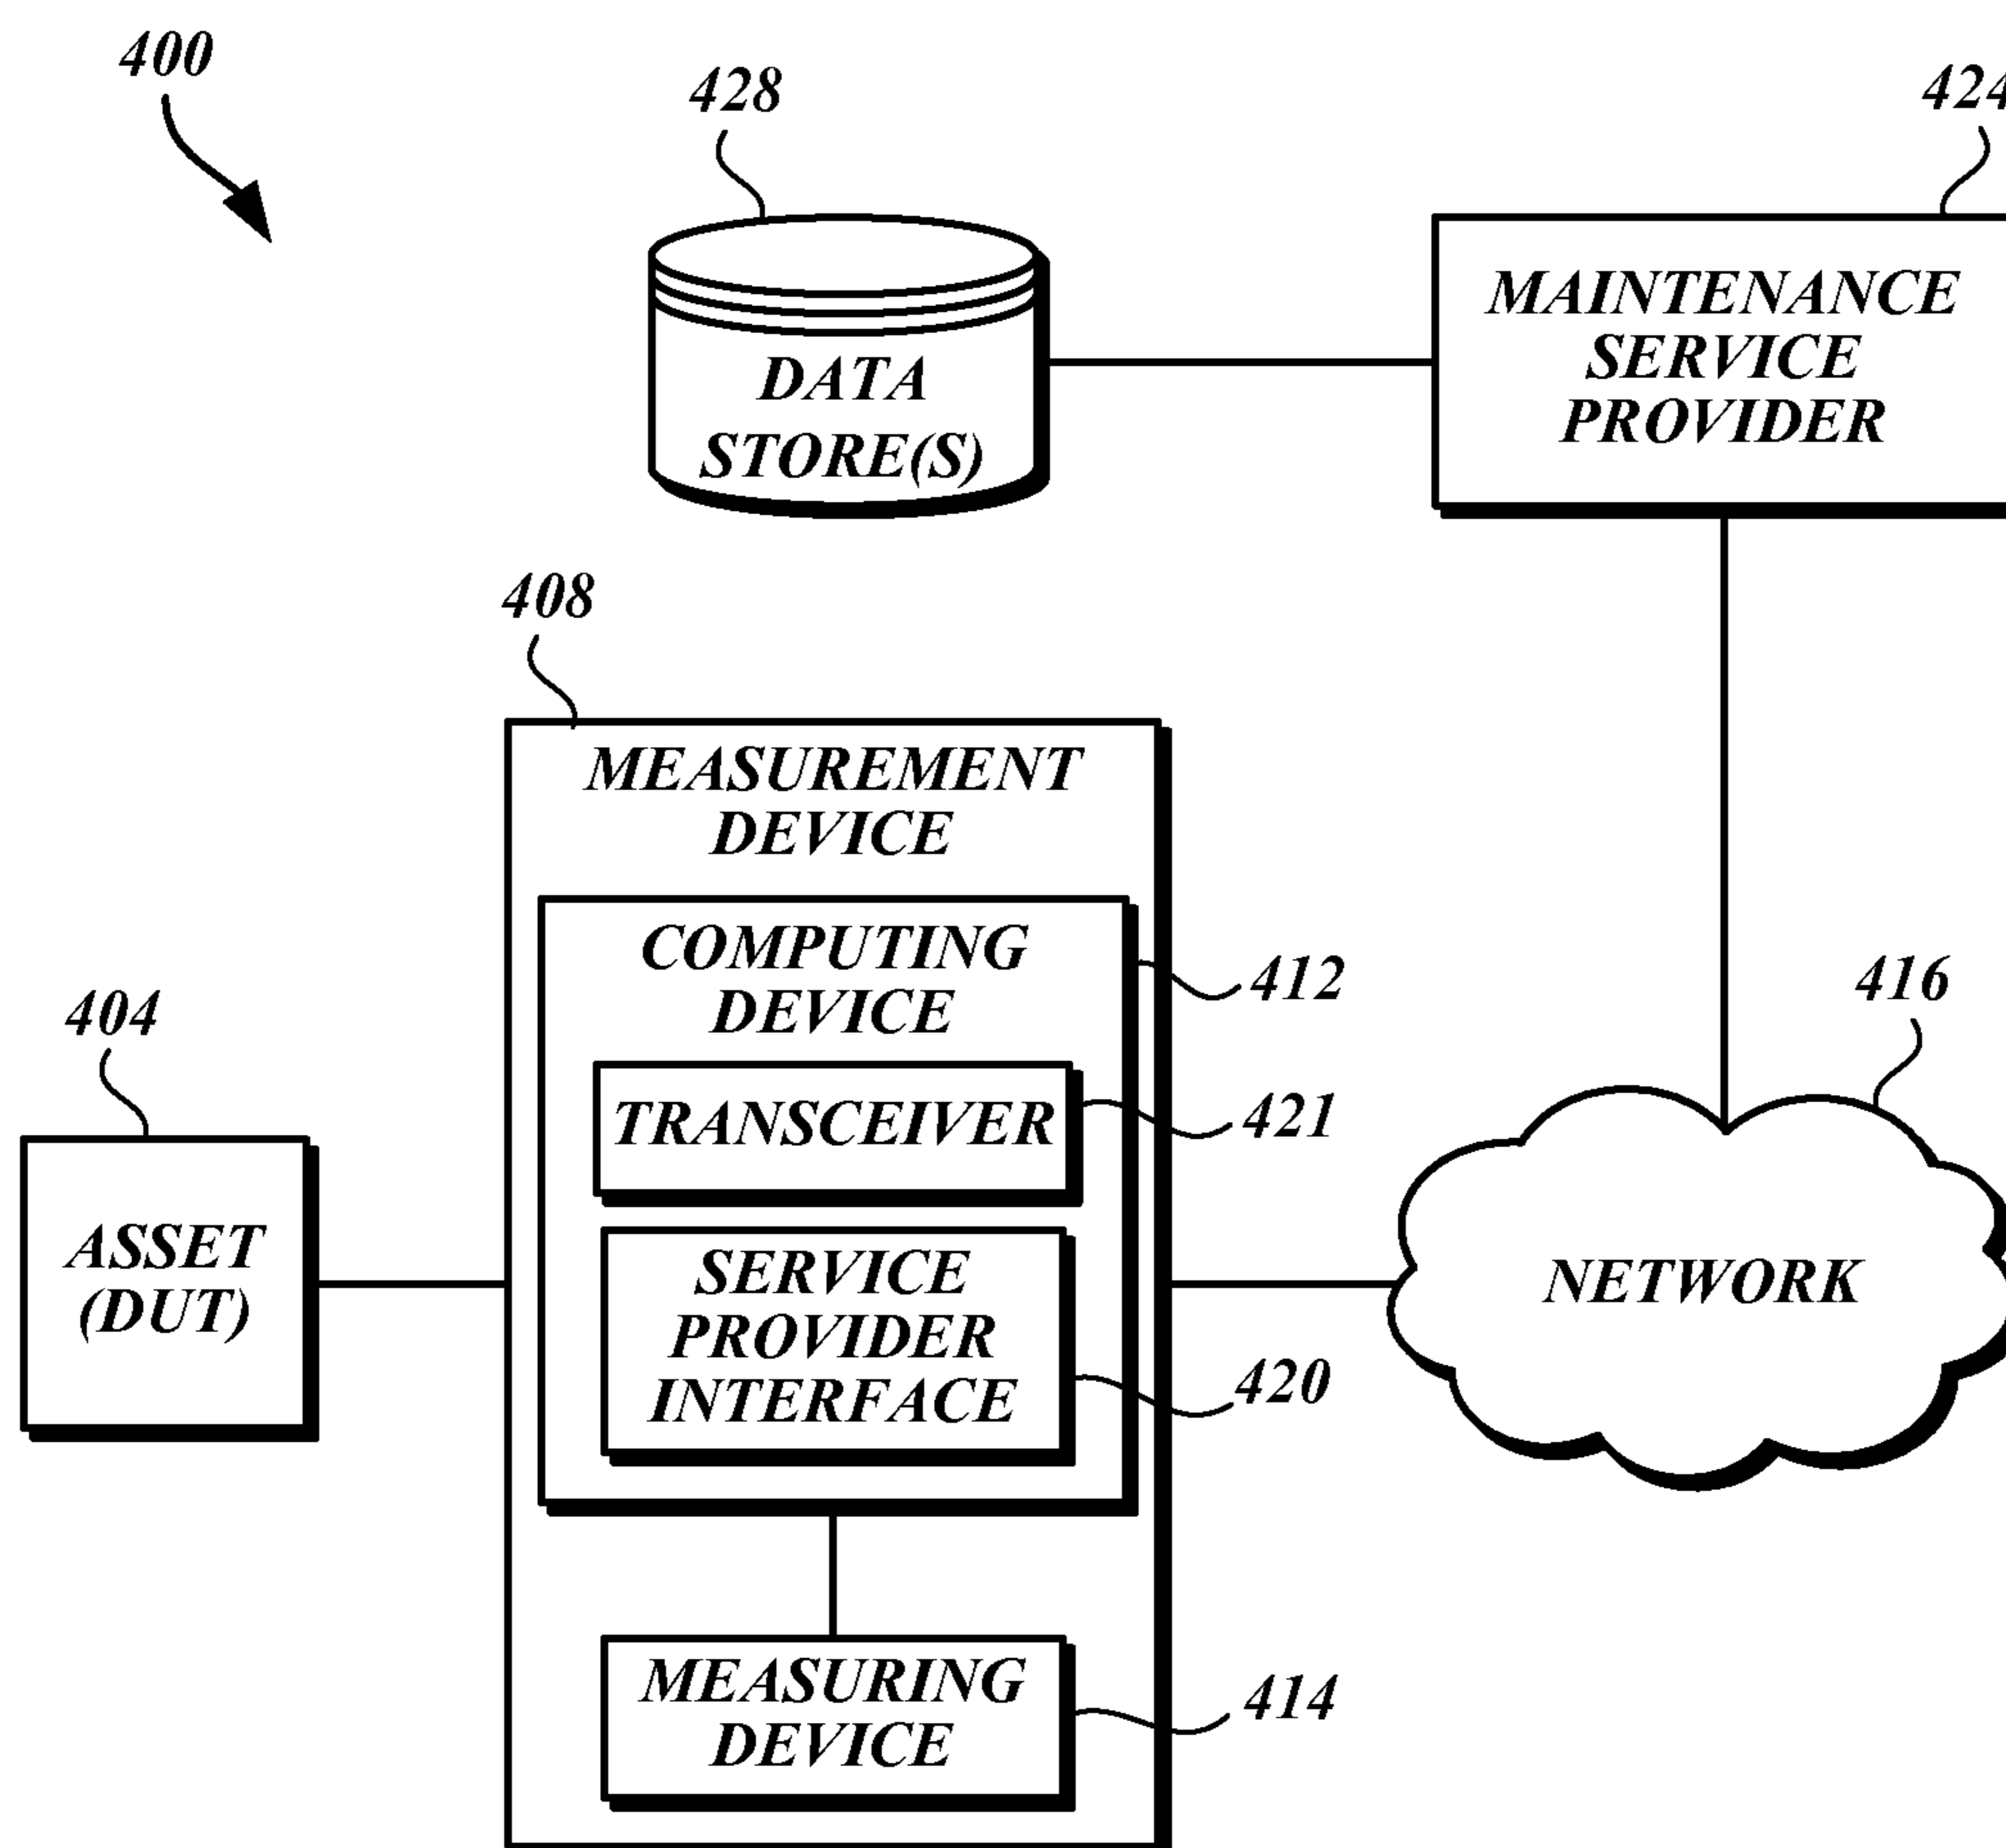 400
428
424
DATA
STORE(S)
MAINTENANCE
SERVICE
PROVIDER
408
MEASUREMENT
DEVICE
COMPUTING
DEVICE
412
416
404
TRANSCEIVER
421
ASSET
(DUT)
SERVICE
PROVIDER
INTERFACE
420
NETWORK
MEASURING
DEVICE
414